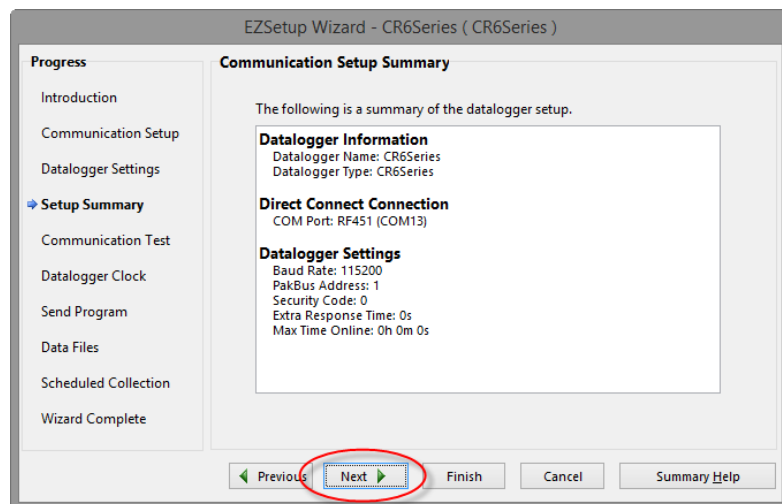 EZSetup Wizard - CR6Series ( CR6Series )
Progress
Introduction
Communication Setup
Datalogger Settings
Setup Summary
Communication Test
Datalogger Clock
Send Program
Data Files
Scheduled Collection
Wizard Complete
Communication Setup Summary
The following is a summary of the datalogger setup.
Datalogger Information
Datalogger Name: CR6Series
Datalogger Type: CR6Series
Direct Connect Connection
COM Port: RF451 (COM13)
Datalogger Settings
Baud Rate: 115200
PakBus Address: 1
Security Code: 0
Extra Response Time: 0s
Max Time Online: 0h 0m 0s
Previous Next Finish Cancel Summary Help